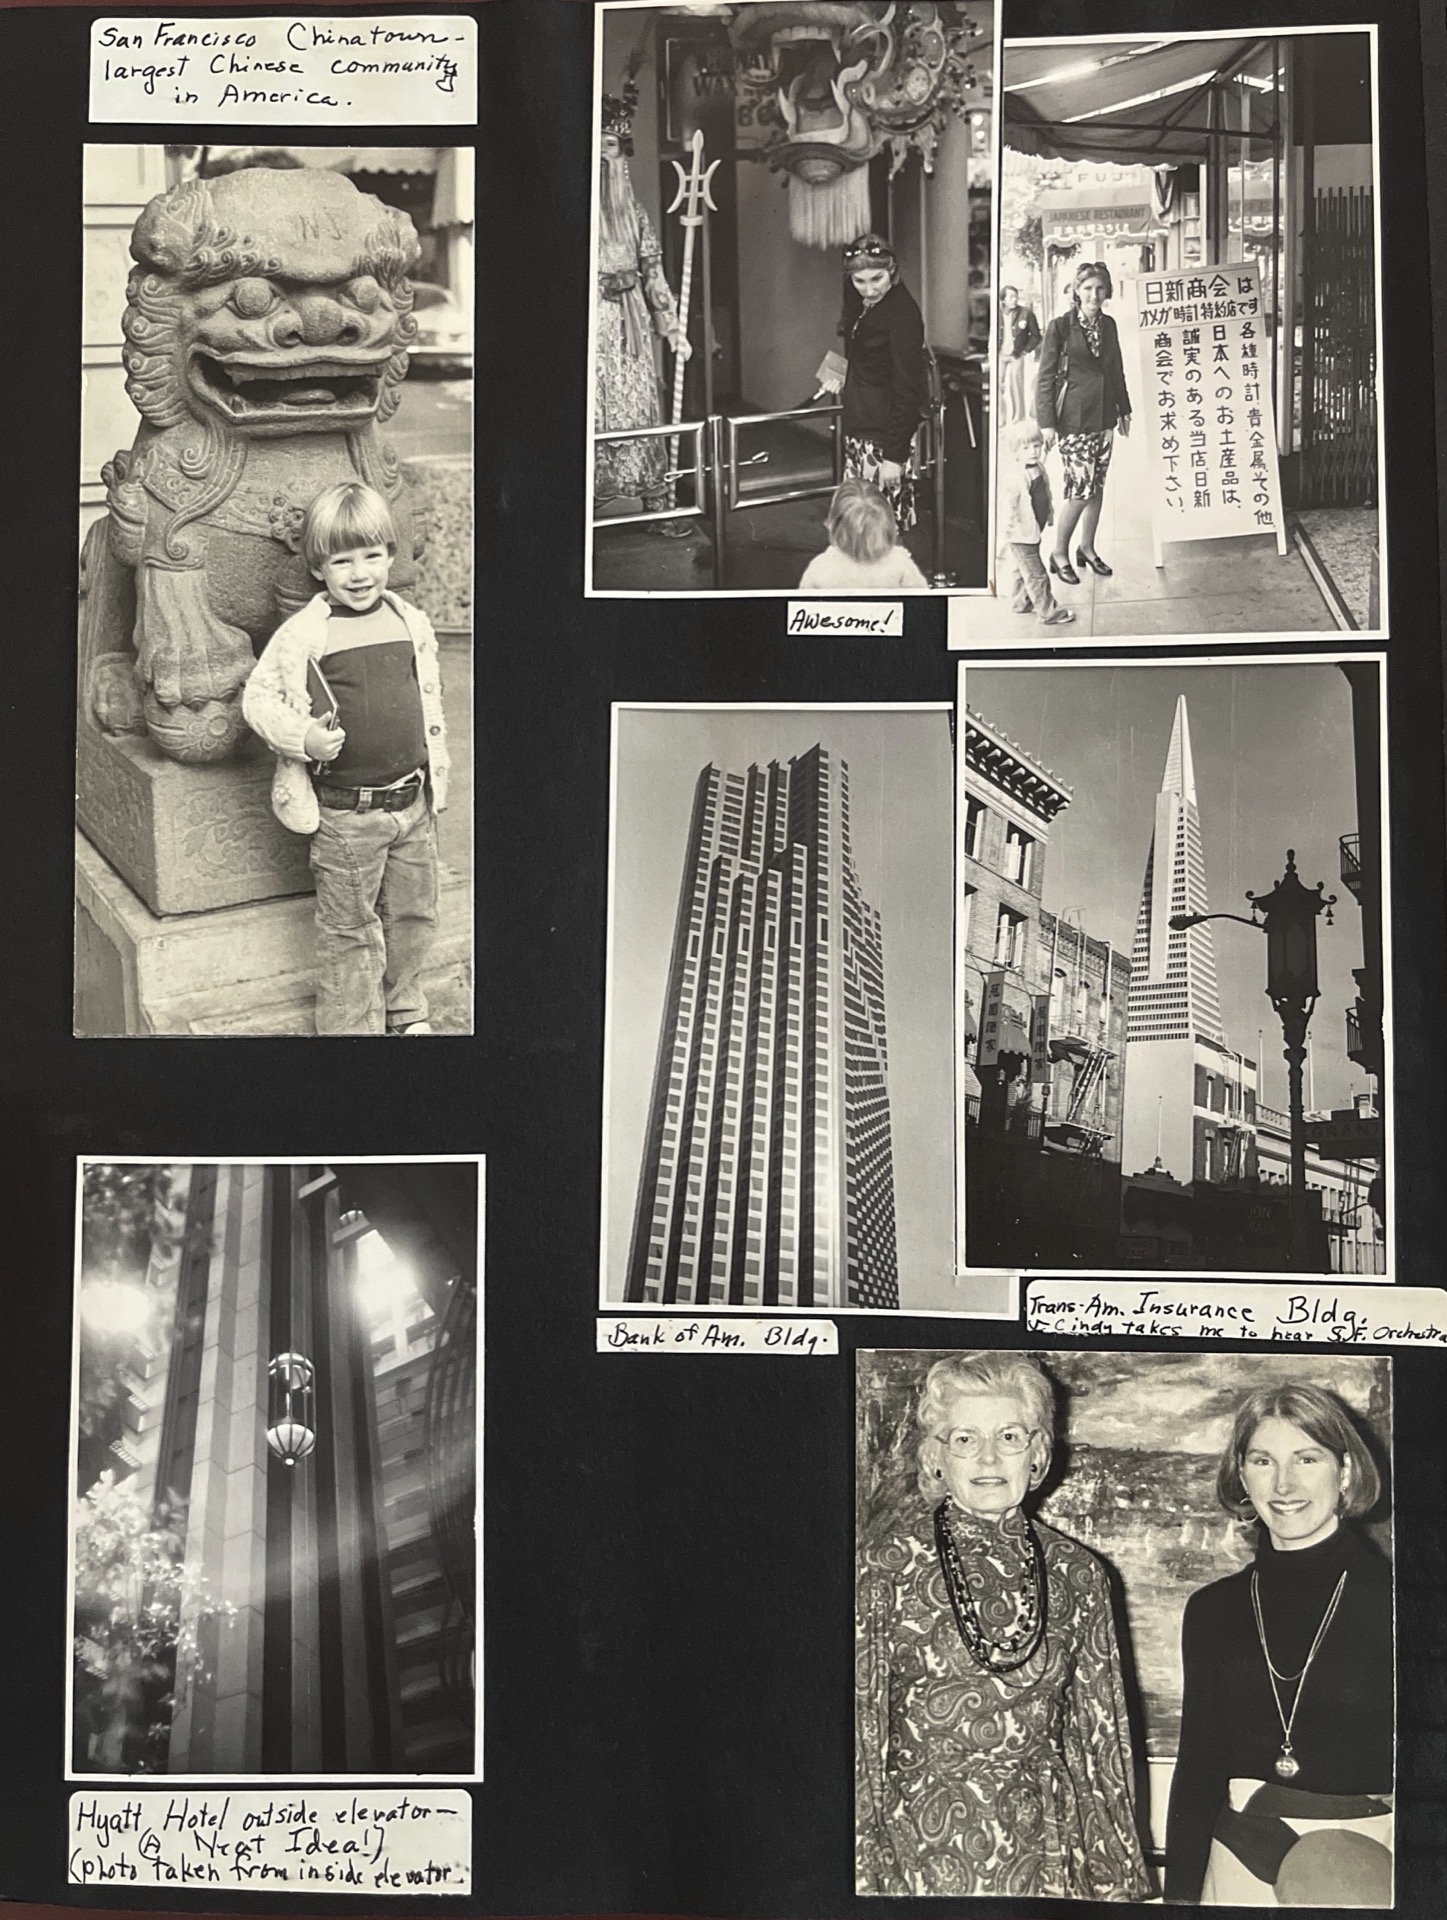 San Francisco Chinatown-
largest Chinese community
in America.
WAX
FUJI
JAPANESE RESTAURANT
日新商会は
オメガ時計特約店です
各種時計、貴金属、その他
日本へのお土産品は、
誠実のある当店、日新
商会でお求め下さい。
Awesome!
Bank of Am. Bldg.
GRANT
Trans-Am. Insurance Bldg.
Cindy takes me to hear S.F. Orchestra
Hyatt Hotel outside elevator—
(A Neat Idea!)
(photo taken from inside elevator.